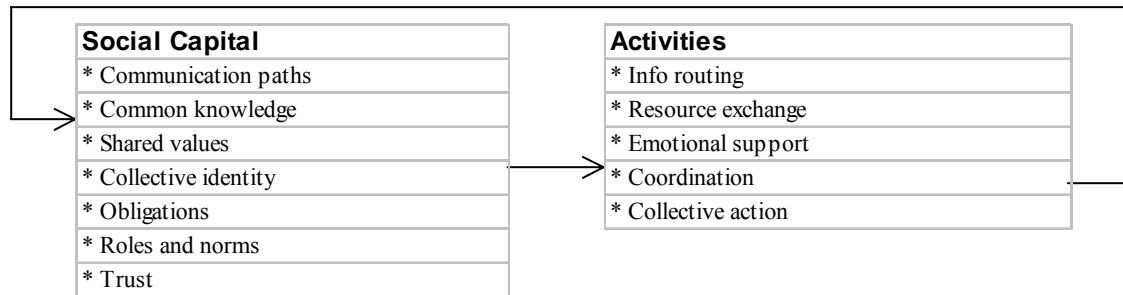 Social Capital
* Communication paths
* Common knowledge
* Shared values
* Collective identity
* Obligations
* Roles and norms
* Trust
Activities
* Info routing
* Resource exchange
* Emotional support
* Coordination
* Collective action